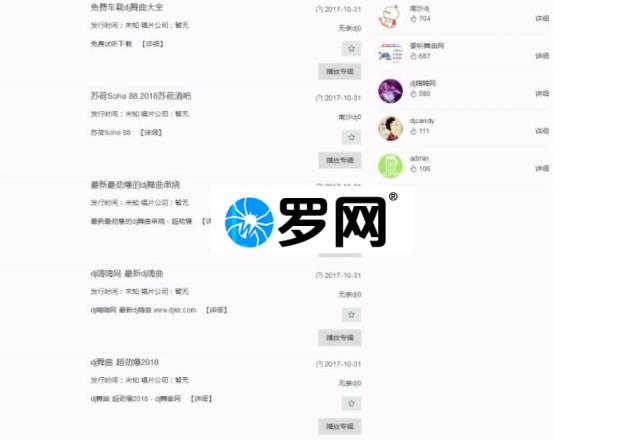 免费车载dj舞曲大全
2017-10-31
发行时间：未知 唱片公司：暂无
无奈dj0
免费试听下载 【详细】
播放专辑
苏荷Sohe 88,2018苏荷酒吧
2017-10-31
发行时间：未知 唱片公司：暂无
南沙dj
苏荷Sohe 88 【详细】
播放专辑
最新最劲爆的dj舞曲串烧
2017-10-31
发行时间：未知 唱片公司：暂无
最新最劲爆的dj舞曲串烧 - 超劲爆 【详
罗网®
dj嗨嗨网 最新dj嗨曲
2017-10-31
发行时间：未知 唱片公司：暂无
无奈dj0
dj嗨嗨网 最新dj嗨曲 www.djkk.com 【详细】
播放专辑
dj舞曲 超劲爆2018
2017-10-31
发行时间：未知 唱片公司：暂无
无奈dj0
dj舞曲 超劲爆2018 - dj舞曲网 【详细】
播放专辑
南沙dj
704 详细
要听舞曲网
687 详细
dj嗨嗨网
580 详细
djcandy
111 详细
admin
106 详细